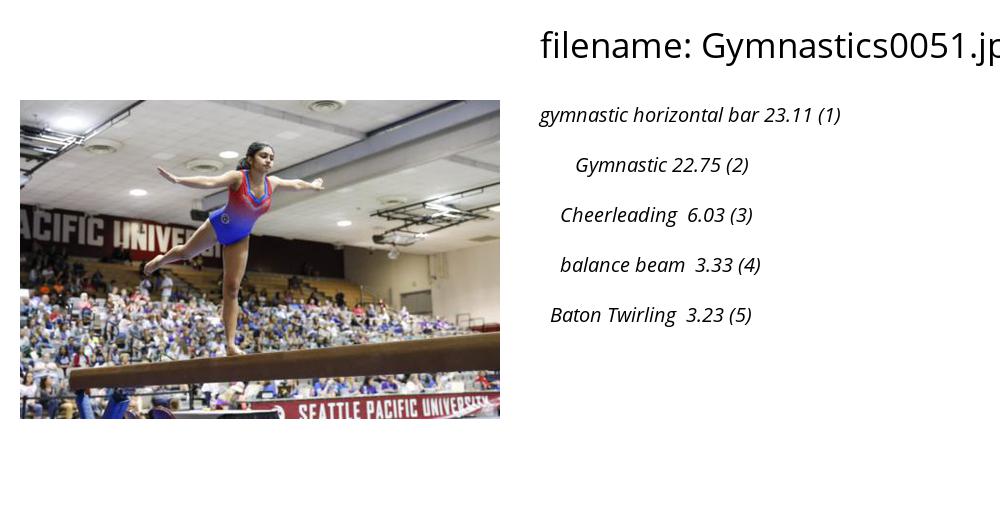 filename: Gymnastics0051.jp
gymnastic horizontal bar 23.11 (1)
Gymnastic 22.75 (2)
Cheerleading 6.03 (3)
balance beam 3.33 (4)
Baton Twirling 3.23 (5)
ACIFIC UNIVER
SEATTLE PACIFIC UNIVERSITY